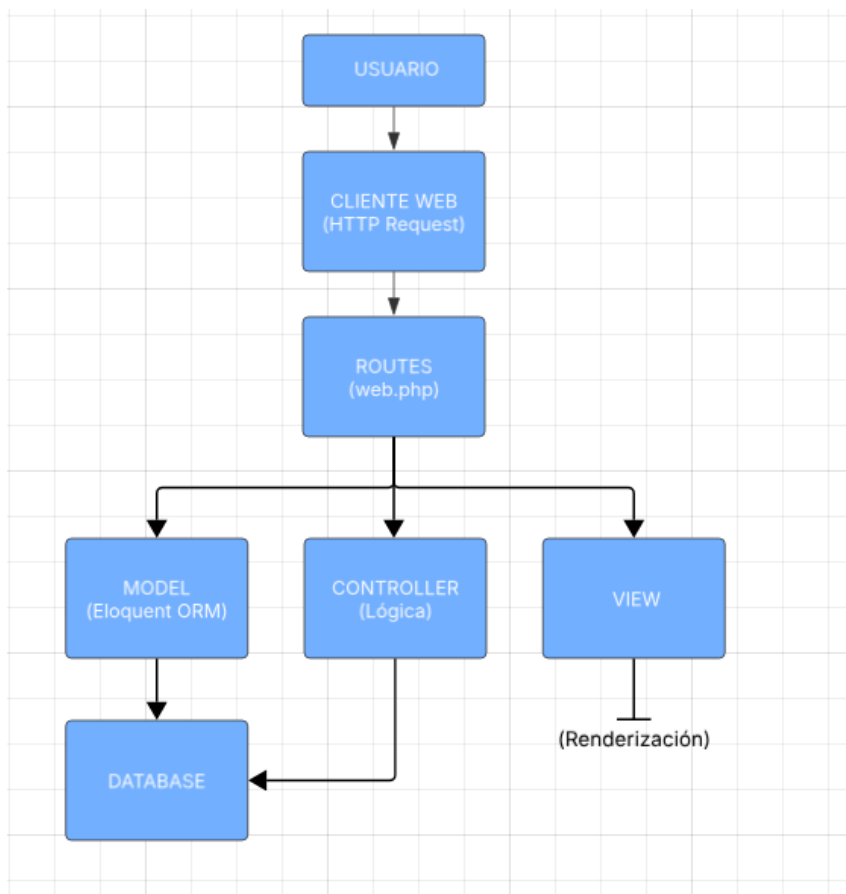 USUARIO
CLIENTE WEB
(HTTP Request)
ROUTES
(web.php)
MODEL
(Eloquent ORM)
CONTROLLER
(Lógica)
VIEW
(Renderización)
DATABASE